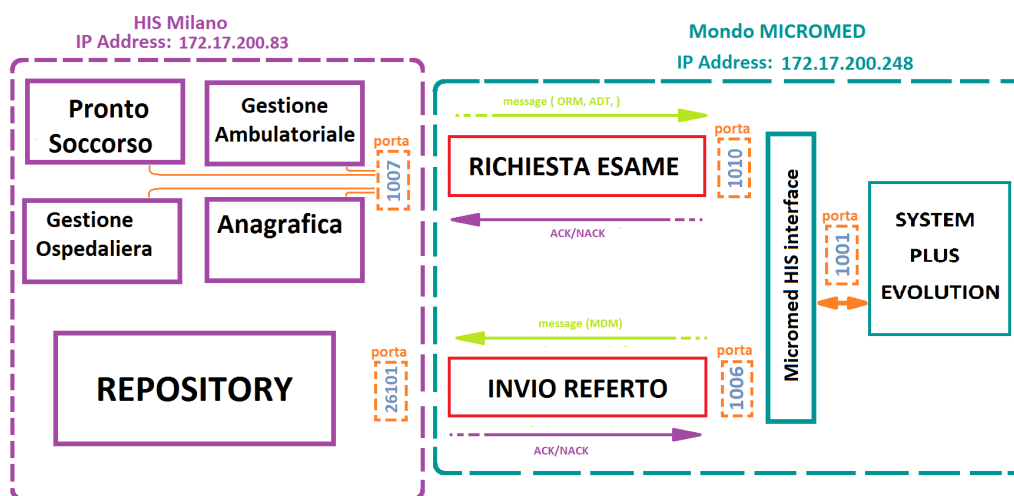 HIS Milano
IP Address: 172.17.200.83
Mondo MICROMED
IP Address: 172.17.200.248
Pronto
Soccorso
Gestione
Ambulatoriale
porta
1007
Gestione
Ospedaliera
Anagrafica
message ( ORM, ADT, )
RICHIESTA ESAME
ACK/NACK
porta
1010
Micromed HIS interface
porta
1001
SYSTEM
PLUS
EVOLUTION
REPOSITORY
porta
26101
message (MDM)
INVIO REFERTO
ACK/NACK
porta
1006